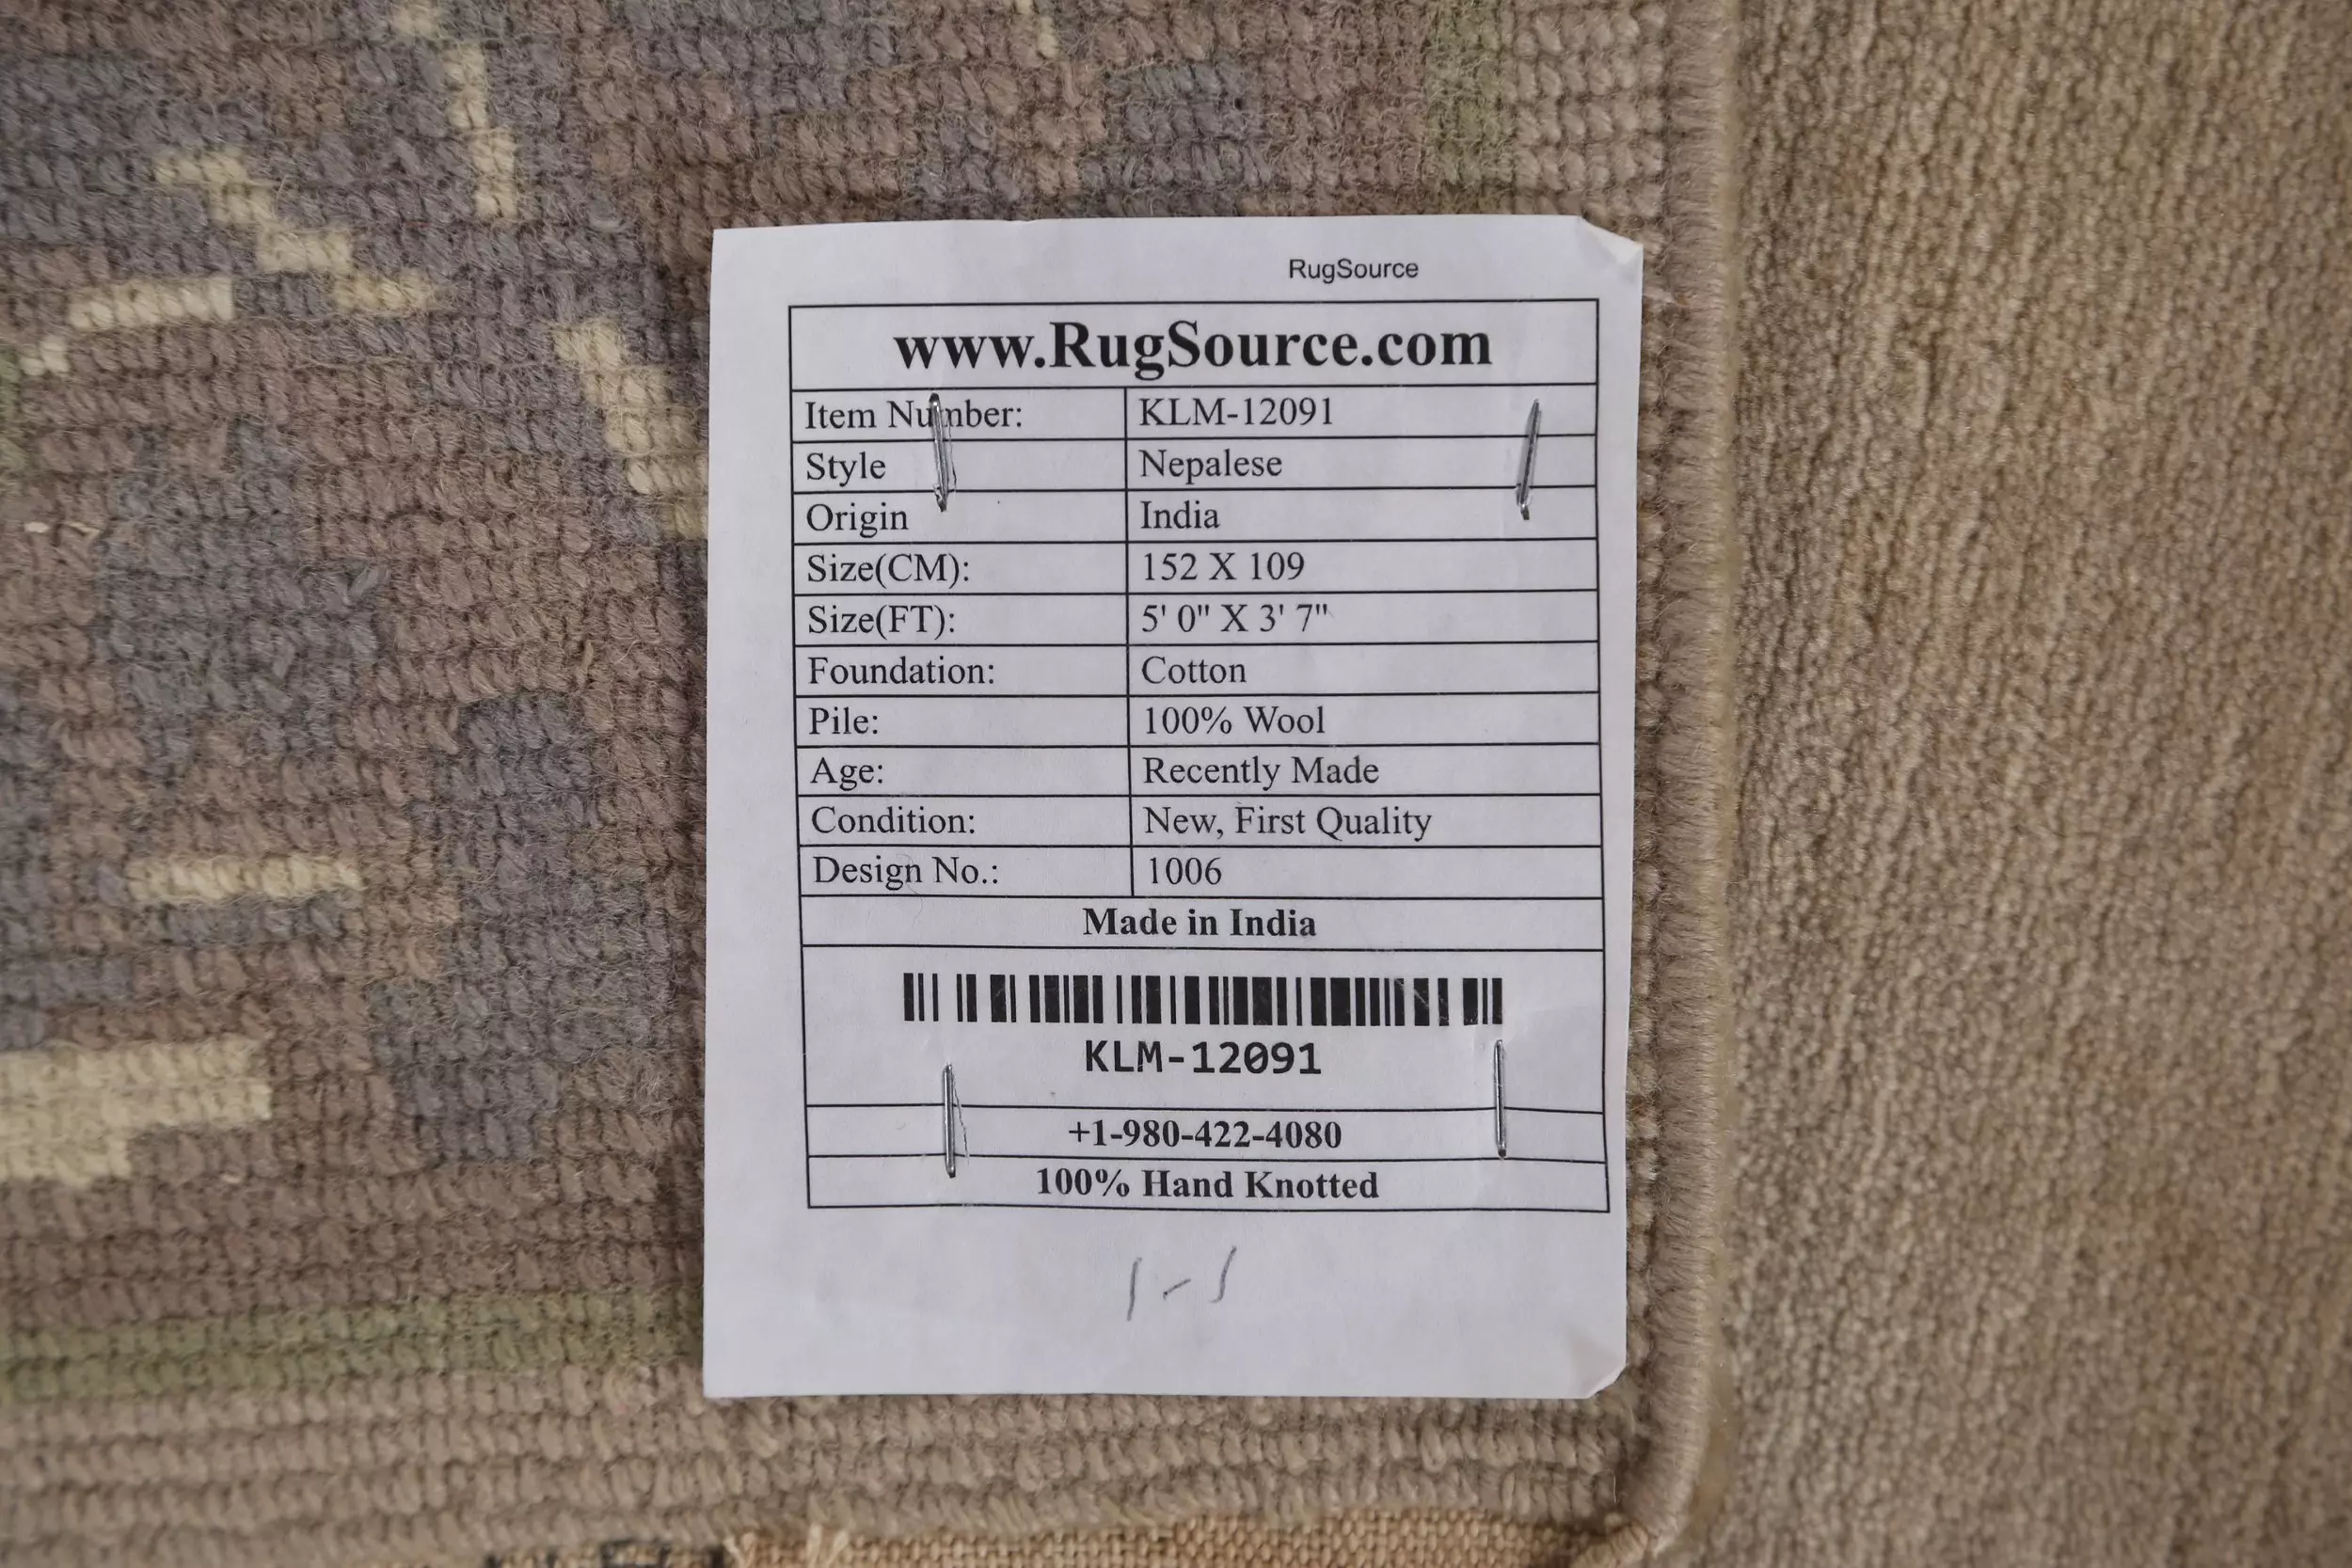 RugSource
www.RugSource.com
Item Number: KLM-12091
Style Nepalese
Origin India
Size(CM): 152 X 109
Size(FT): 5' 0" X 3' 7"
Foundation: Cotton
Pile: 100% Wool
Age: Recently Made
Condition: New, First Quality
Design No.: 1006
Made in India
KLM-12091
+1-980-422-4080
100% Hand Knotted
1-1